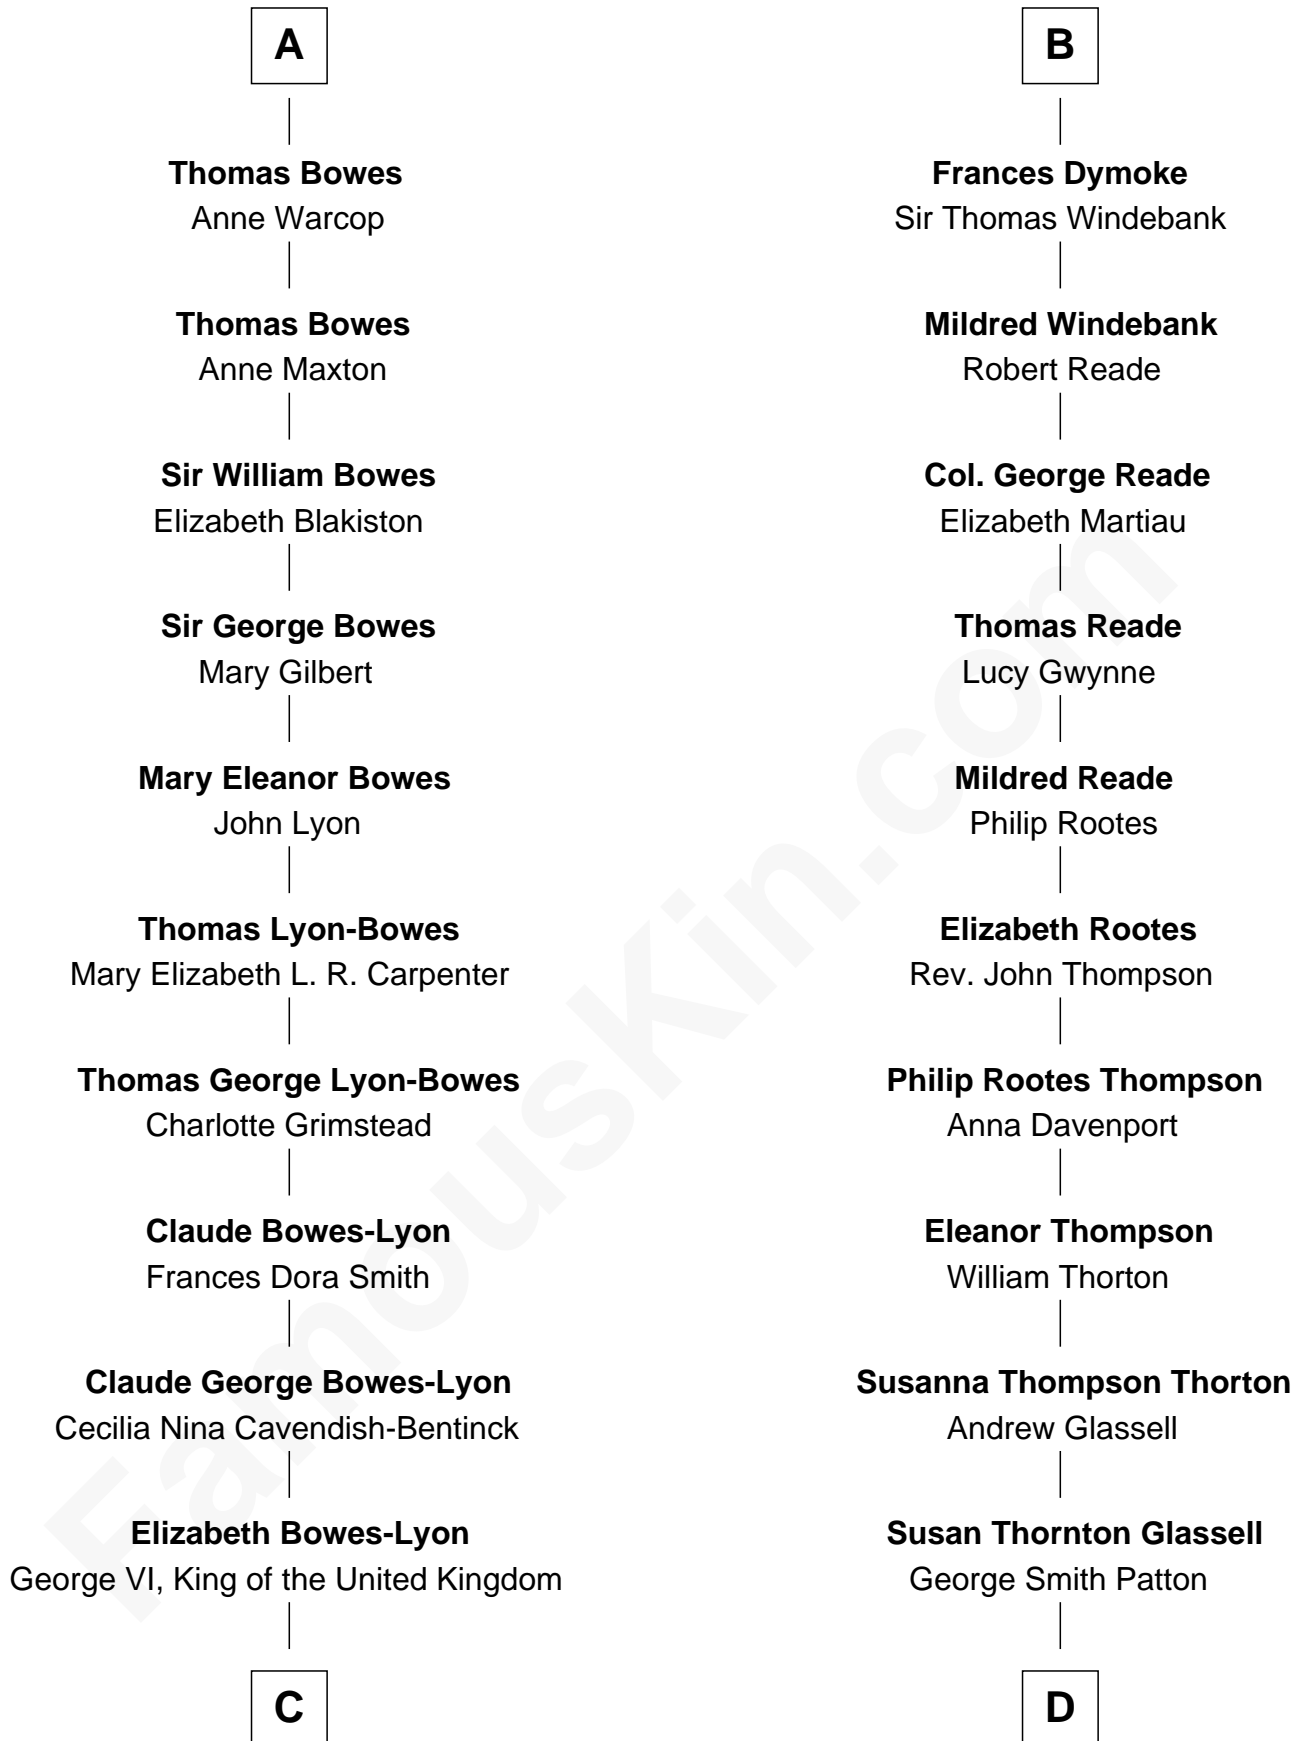 A
Thomas Bowes
Anne Warcop
Thomas Bowes
Anne Maxton
Sir William Bowes
Elizabeth Blakiston
Sir George Bowes
Mary Gilbert
Mary Eleanor Bowes
John Lyon
Thomas Lyon-Bowes
Mary Elizabeth L. R. Carpenter
Thomas George Lyon-Bowes
Charlotte Grimstead
Claude Bowes-Lyon
Frances Dora Smith
Claude George Bowes-Lyon
Cecilia Nina Cavendish-Bentinck
Elizabeth Bowes-Lyon
George VI, King of the United Kingdom
C
B
Frances Dymoke
Sir Thomas Windebank
Mildred Windebank
Robert Reade
Col. George Reade
Elizabeth Martiau
Thomas Reade
Lucy Gwynne
Mildred Reade
Philip Rootes
Elizabeth Rootes
Rev. John Thompson
Philip Rootes Thompson
Anna Davenport
Eleanor Thompson
William Thorton
Susanna Thompson Thorton
Andrew Glassell
Susan Thornton Glassell
George Smith Patton
D
FamousKin.com